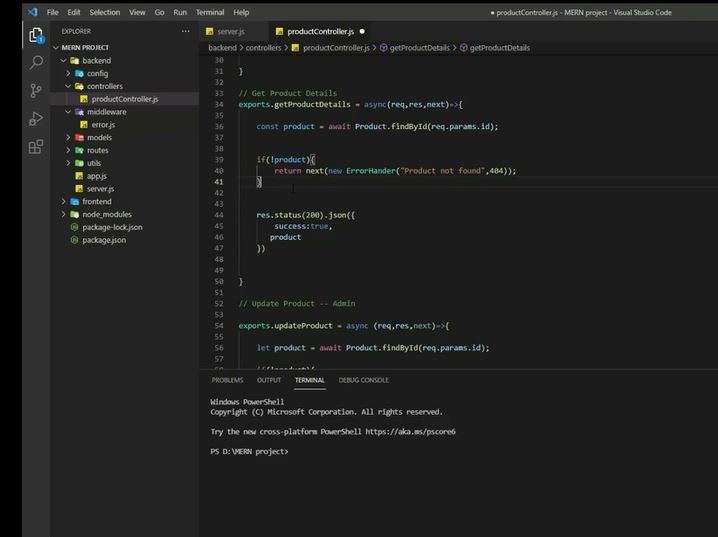 File Edit Selection View Go Run Terminal Help
● productController.js - MERN project - Visual Studio Code
EXPLORER ...
MERN PROJECT
backend
config
controllers
productController.js
middleware
error.js
models
routes
utils
app.js
server.js
frontend
node_modules
package-lock.json
package.json
1
server.js
productController.js ●
backend > controllers > productController.js > getProductDetails > getProductDetails
30
31 }
32
33 // Get Product Details
34 exports.getProductDetails = async(req,res,next)=>{
35
36 const product = await Product.findById(req.params.id);
37
38
39 if(!product){
40 return next(new ErrorHander("Product not found",404));
41 }
42
43
44 res.status(200).json({
45 success:true,
46 product
47 })
48
49
50 }
51
52 // Update Product -- Admin
53
54 exports.updateProduct = async (req,res,next)=>{
55
56 let product = await Product.findById(req.params.id);
57
if(!product){
PROBLEMS OUTPUT TERMINAL DEBUG CONSOLE
Windows PowerShell
Copyright (C) Microsoft Corporation. All rights reserved.
Try the new cross-platform PowerShell https://aka.ms/pscore6
PS D:\MERN project>